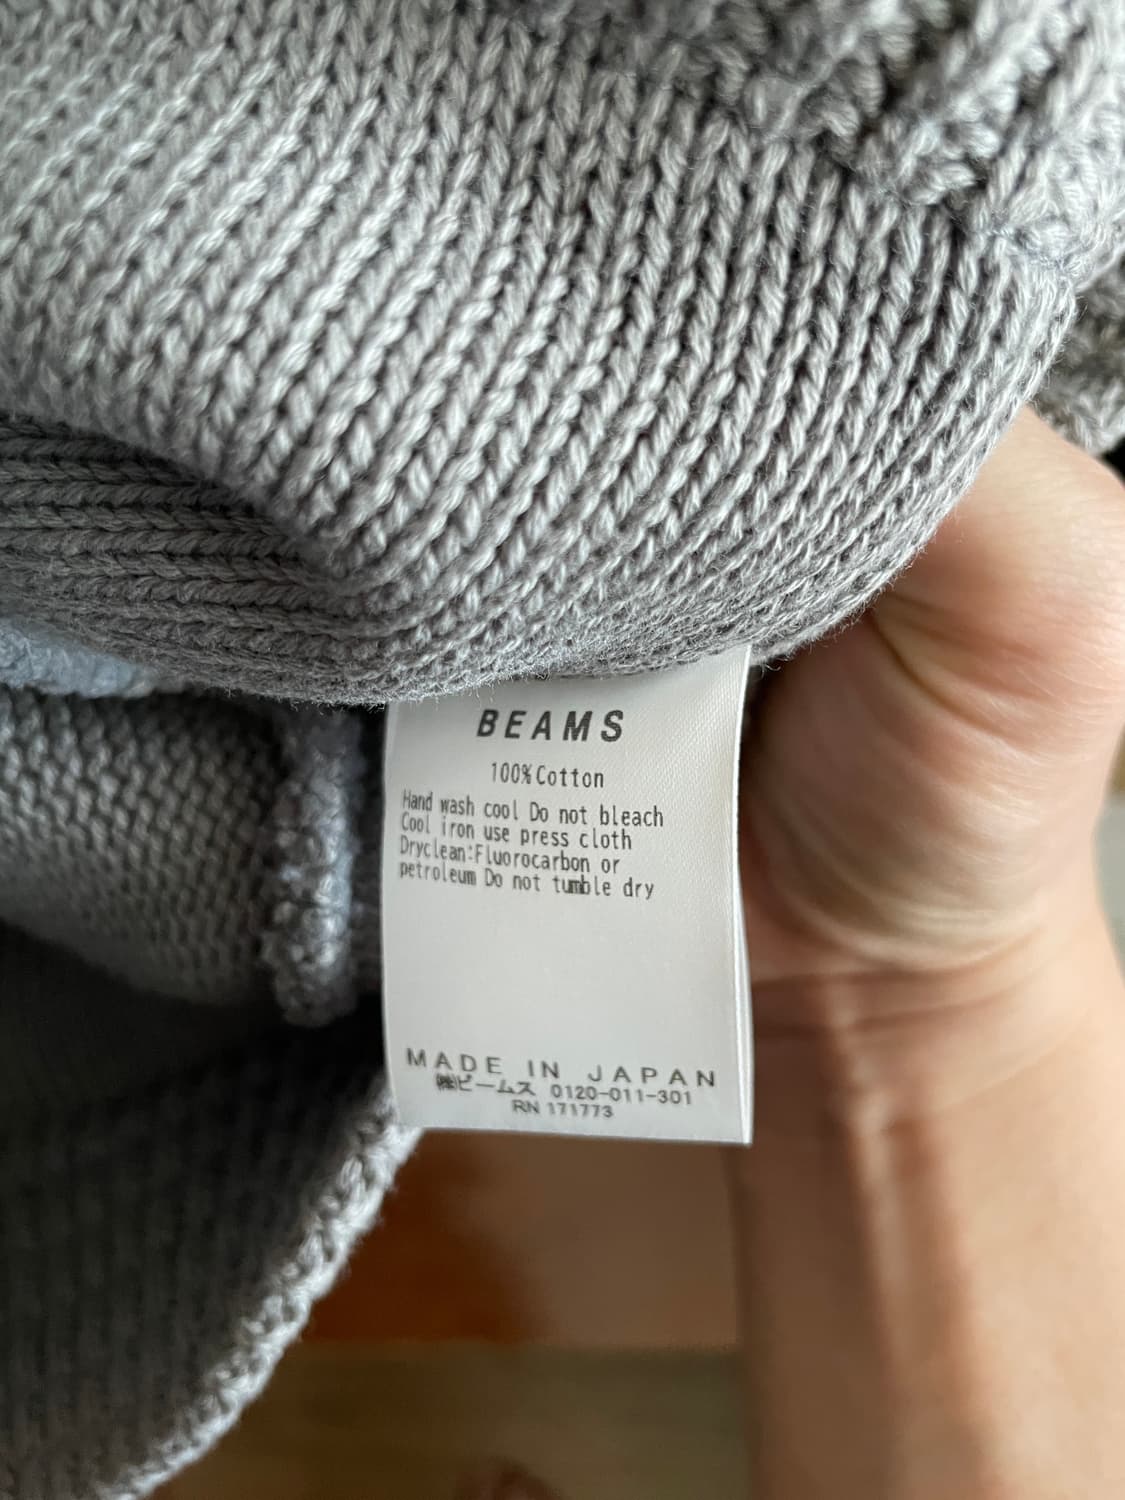 BEAMS
100%Cotton
Hand wash cool Do not bleach
Cool iron use press cloth
Dryclean:Fluorocarbon or
petroleum Do not tumble dry
MADE IN JAPAN
㈱ビームス 0120-011-301
RN 171773